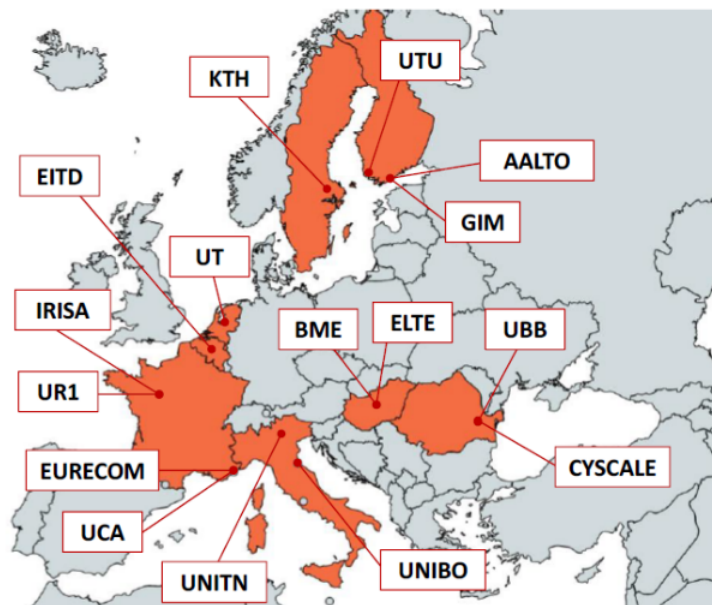 UTU
KTH
AALTO
EITD
GIM
UT
IRISA
BME
ELTE
UBB
UR1
EURECOM
CYSCALE
UCA
UNITN
UNIBO